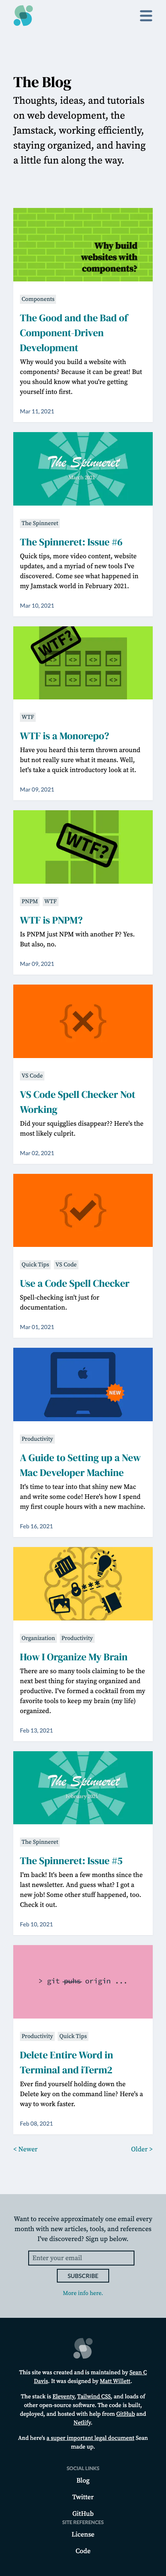 The Blog
Thoughts, ideas, and tutorials
on web development, the
Jamstack, working efficiently,
staying organized, and having
a little fun along the way.
Why build
websites with
components?
Components
The Good and the Bad of
Component-Driven
Development
Why would you build a website with
components? Because it can be great! But
you should know what you're getting
yourself into first.
Mar 11, 2021
The Spinneret
March 2021
The Spinneret
The Spinneret: Issue #6
Quick tips, more video content, website
updates, and a myriad of new tools I've
discovered. Come see what happened in
my Jamstack world in February 2021.
Mar 10, 2021
WTF?
WTF
WTF is a Monorepo?
Have you heard this term thrown around
but not really sure what it means. Well,
let's take a quick introductory look at it.
Mar 09, 2021
WTF?
PNPM WTF
WTF is PNPM?
Is PNPM just NPM with another P? Yes.
But also, no.
Mar 09, 2021
{×}
VS Code
VS Code Spell Checker Not
Working
Did your squigglies disappear?? Here's the
most likely culprit.
Mar 02, 2021
{✓}
Quick Tips VS Code
Use a Code Spell Checker
Spell-checking isn't just for
documentation.
Mar 01, 2021
NEW
Productivity
A Guide to Setting up a New
Mac Developer Machine
It's time to tear into that shiny new Mac
and write some code! Here's how I spend
my first couple hours with a new machine.
Feb 16, 2021
Organization Productivity
How I Organize My Brain
There are so many tools claiming to be the
next best thing for staying organized and
productive. I've formed a cocktail from my
favorite tools to keep my brain (my life)
organized.
Feb 13, 2021
The Spinneret
February 2021
The Spinneret
The Spinneret: Issue #5
I'm back! It's been a few months since the
last newsletter. And guess what? I got a
new job! Some other stuff happened, too.
Check it out.
Feb 10, 2021
> git puhs origin ...
Productivity Quick Tips
Delete Entire Word in
Terminal and iTerm2
Ever find yourself holding down the
Delete key on the command line? Here's a
way to work faster.
Feb 08, 2021
< Newer Older >
Want to receive approximately one email every
month with new articles, tools, and references
I've discovered? Sign up below.
Enter your email
SUBSCRIBE
More info here.
This site was created and is maintained by Sean C
Davis. It was designed by Matt Willett.
The stack is Eleventy, Tailwind CSS, and loads of
other open-source software. The code is built,
deployed, and hosted with help from GitHub and
Netlify.
And here's a super important legal document Sean
made up.
SOCIAL LINKS
Blog
Twitter
GitHub
SITE REFERENCES
License
Code